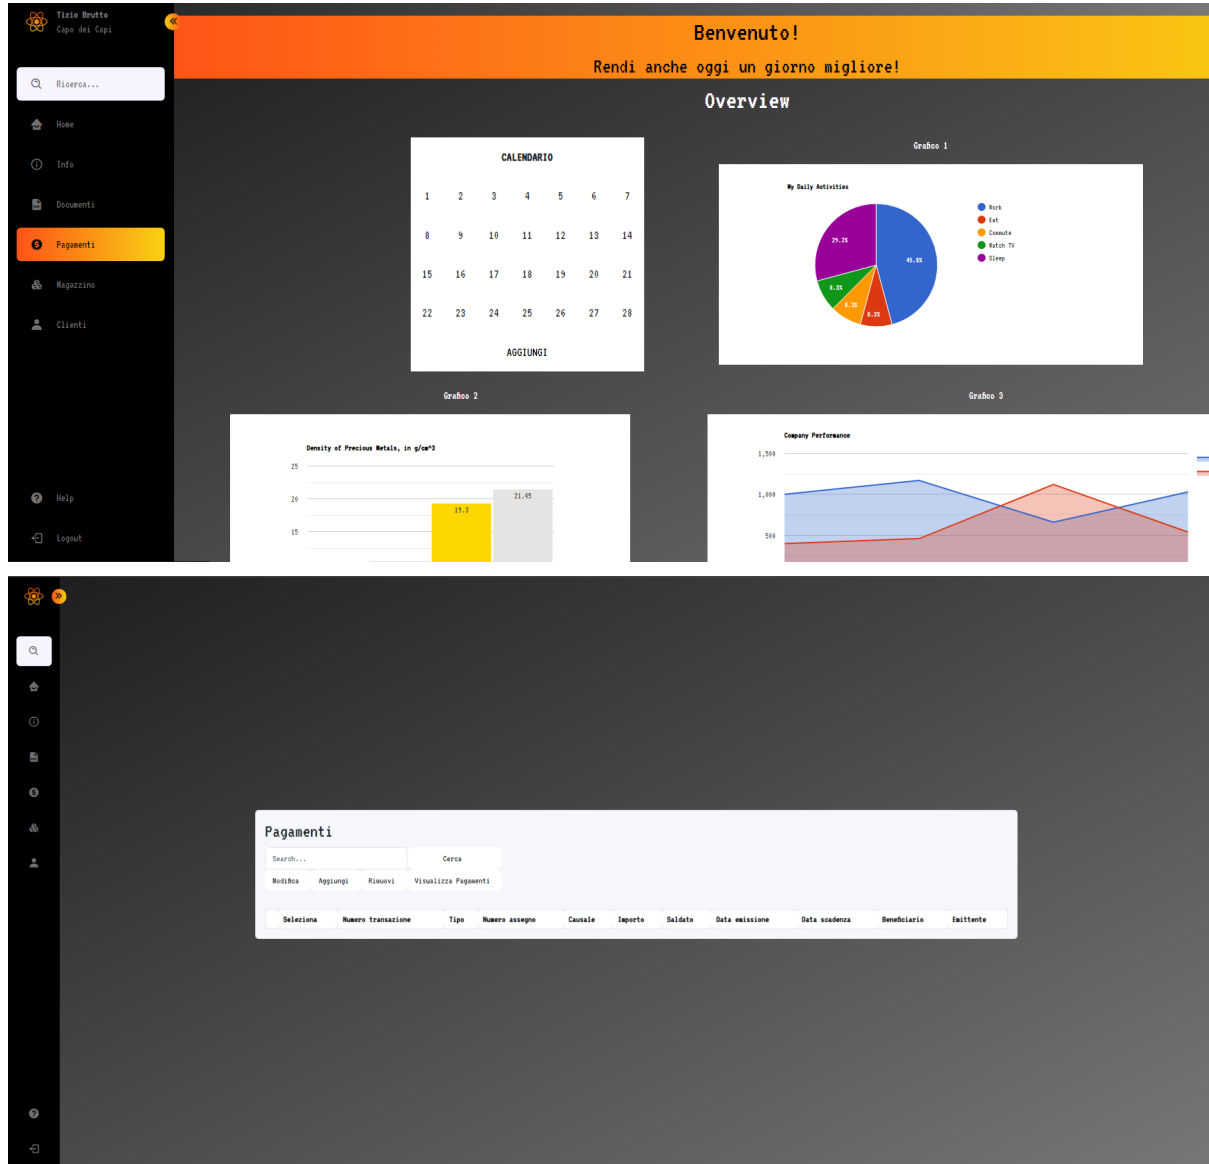 Tizio Brutto
Capo dei Capi
Benvenuto!
Rendi anche oggi un giorno migliore!
Ricerca...
Home
Info
Documenti
Pagamenti
Magazzino
Clienti
Help
Logout
Overview
CALENDARIO
1 2 3 4 5 6 7
8 9 10 11 12 13 14
15 16 17 18 19 20 21
22 23 24 25 26 27 28
AGGIUNGI
Grafico 1
My Daily Activities
29.2%
45.8%
8.3%
8.3%
8.3%
Work
Eat
Commute
Watch TV
Sleep
Grafico 2
Density of Precious Metals, in g/cm^3
25
20
15
19.3
21.45
Grafico 3
Company Performance
1,500
1,000
500
Pagamenti
Search... Cerca
Modifica Aggiungi Rimuovi Visualizza Pagamenti
Seleziona Numero transazione Tipo Numero assegno Causale Importo Saldato Data emissione Data scadenza Beneficiario Emittente